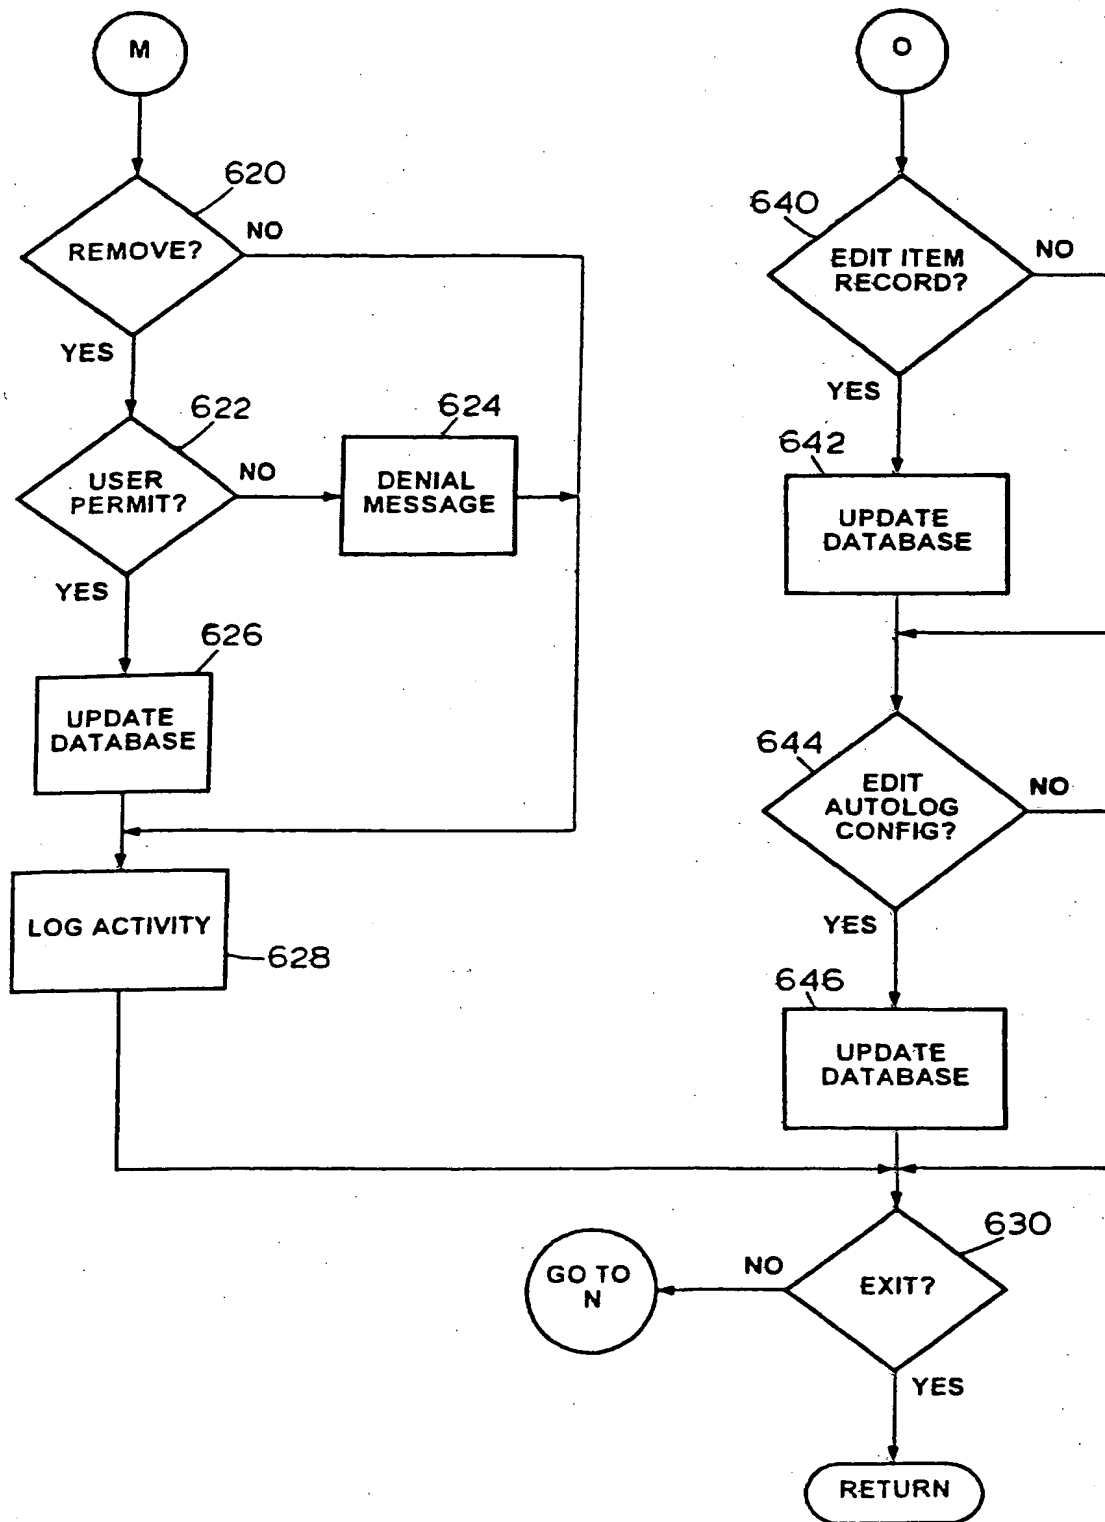 M
620
REMOVE?
NO
YES
622
USER
PERMIT?
NO
624
DENIAL
MESSAGE
YES
626
UPDATE
DATABASE
LOG ACTIVITY
628
O
640
EDIT ITEM
RECORD?
NO
YES
642
UPDATE
DATABASE
644
EDIT
AUTOLOG
CONFIG?
NO
YES
646
UPDATE
DATABASE
630
EXIT?
NO
GO TO
N
YES
RETURN